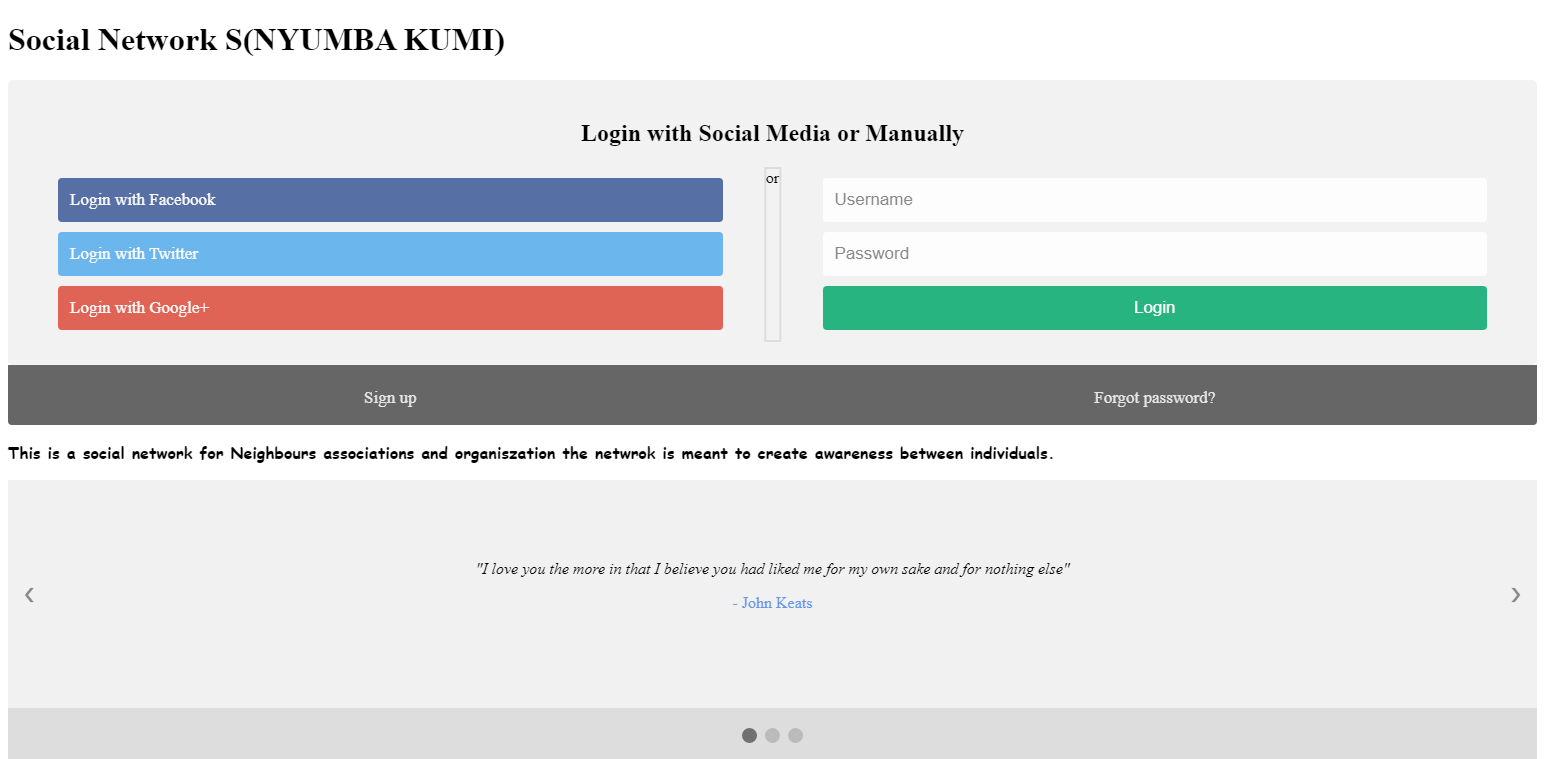 Social Network S(NYUMBA KUMI)
Login with Social Media or Manually
Login with Facebook
Login with Twitter
Login with Google+
or
Username
Password
Login
Sign up
Forgot password?
This is a social network for Neighbours associations and organiszation the netwrok is meant to create awareness between individuals.
"I love you the more in that I believe you had liked me for my own sake and for nothing else"
- John Keats
❮
❯